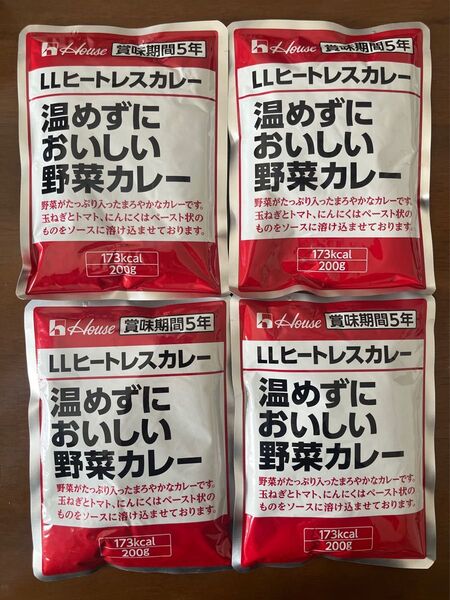 House 賞味期間5年
LLヒートレスカレー
温めずに
おいしい
野菜カレー
野菜がたっぷり入ったまろやかなカレーです。
玉ねぎとトマト、にんにくはペースト状の
ものをソースに溶け込ませております。
173kcal
200g
House 賞味期間5年
LLヒートレスカレー
温めずに
おいしい
野菜カレー
野菜がたっぷり入ったまろやかなカレーです。
玉ねぎとトマト、にんにくはペースト状の
ものをソースに溶け込ませております。
173kcal
200g
House 賞味期間5年
LLヒートレスカレー
温めずに
おいしい
野菜カレー
野菜がたっぷり入ったまろやかなカレーです。
玉ねぎとトマト、にんにくはペースト状の
ものをソースに溶け込ませております。
173kcal
200g
House 賞味期間5年
LLヒートレスカレー
温めずに
おいしい
野菜カレー
野菜がたっぷり入ったまろやかなカレーです。
玉ねぎとトマト、にんにくはペースト状の
ものをソースに溶け込ませております。
173kcal
200g